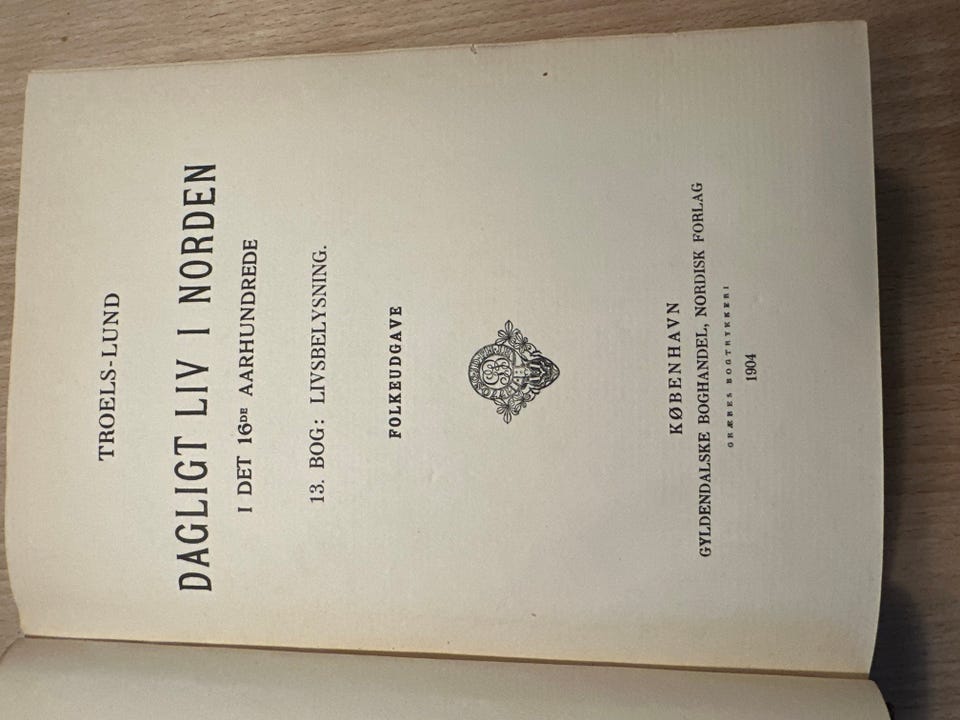 TROELS-LUND
DAGLIGT LIV I NORDEN
I DET 16DE AARHUNDREDE
13. BOG: LIVSBELYSNING.
FOLKEUDGAVE
KØBENHAVN
GYLDENDALSKE BOGHANDEL, NORDISK FORLAG
GRÆBES BOGTRYKKERI
1904